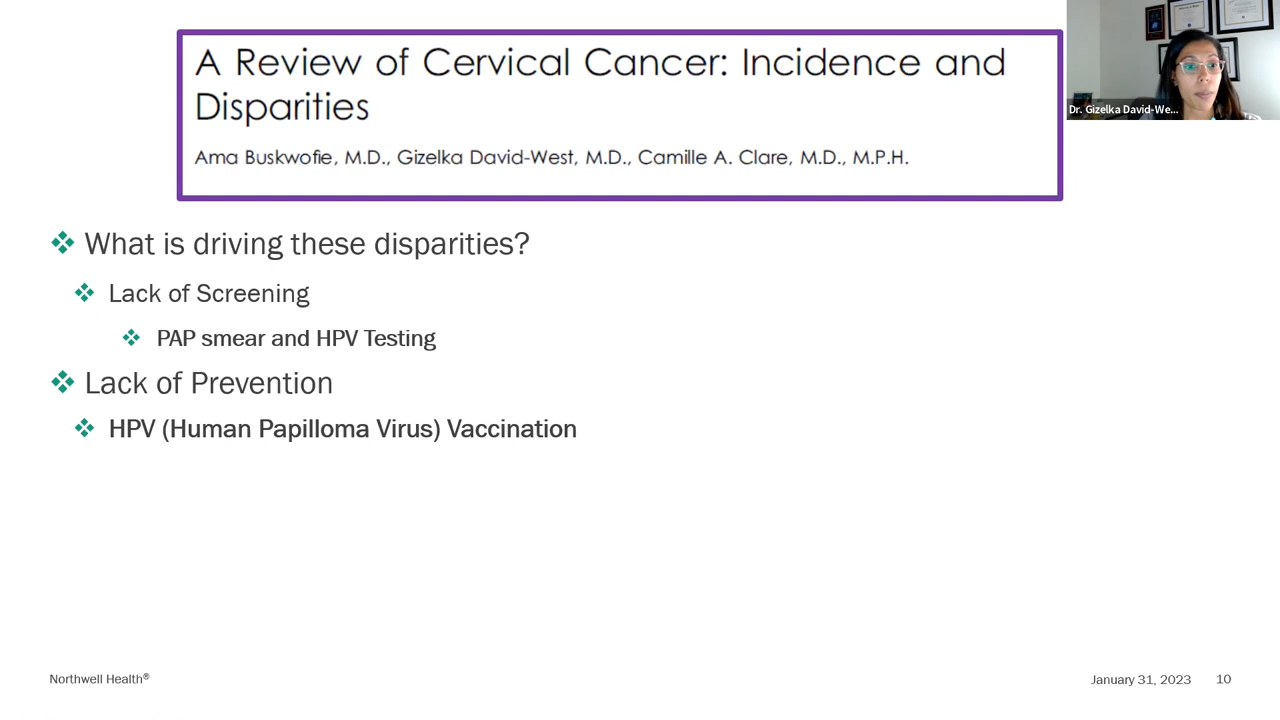 A Review of Cervical Cancer: Incidence and
Disparities
Ama Buskwofie, M.D., Gizelka David-West, M.D., Camille A. Clare, M.D., M.P.H.
Dr. Gizelka David-We...
What is driving these disparities?
Lack of Screening
PAP smear and HPV Testing
Lack of Prevention
HPV (Human Papilloma Virus) Vaccination
Northwell Health®
January 31, 2023
10